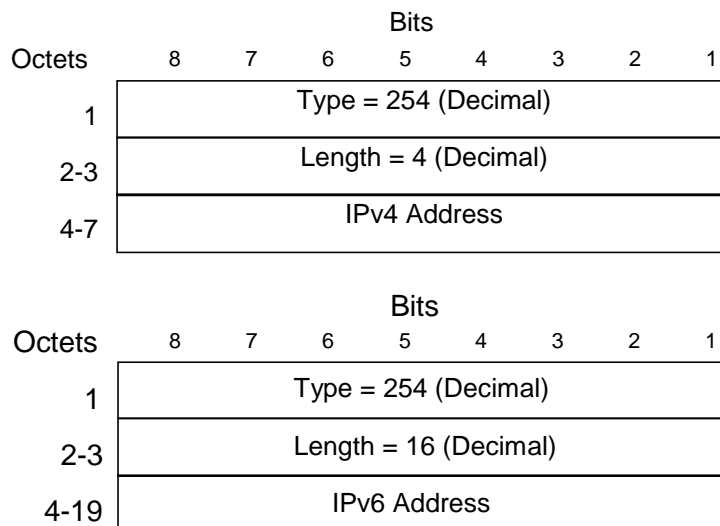 Bits
Octets 8 7 6 5 4 3 2 1
1 Type = 254 (Decimal)
2-3 Length = 4 (Decimal)
4-7 IPv4 Address
Bits
Octets 8 7 6 5 4 3 2 1
1 Type = 254 (Decimal)
2-3 Length = 16 (Decimal)
4-19 IPv6 Address